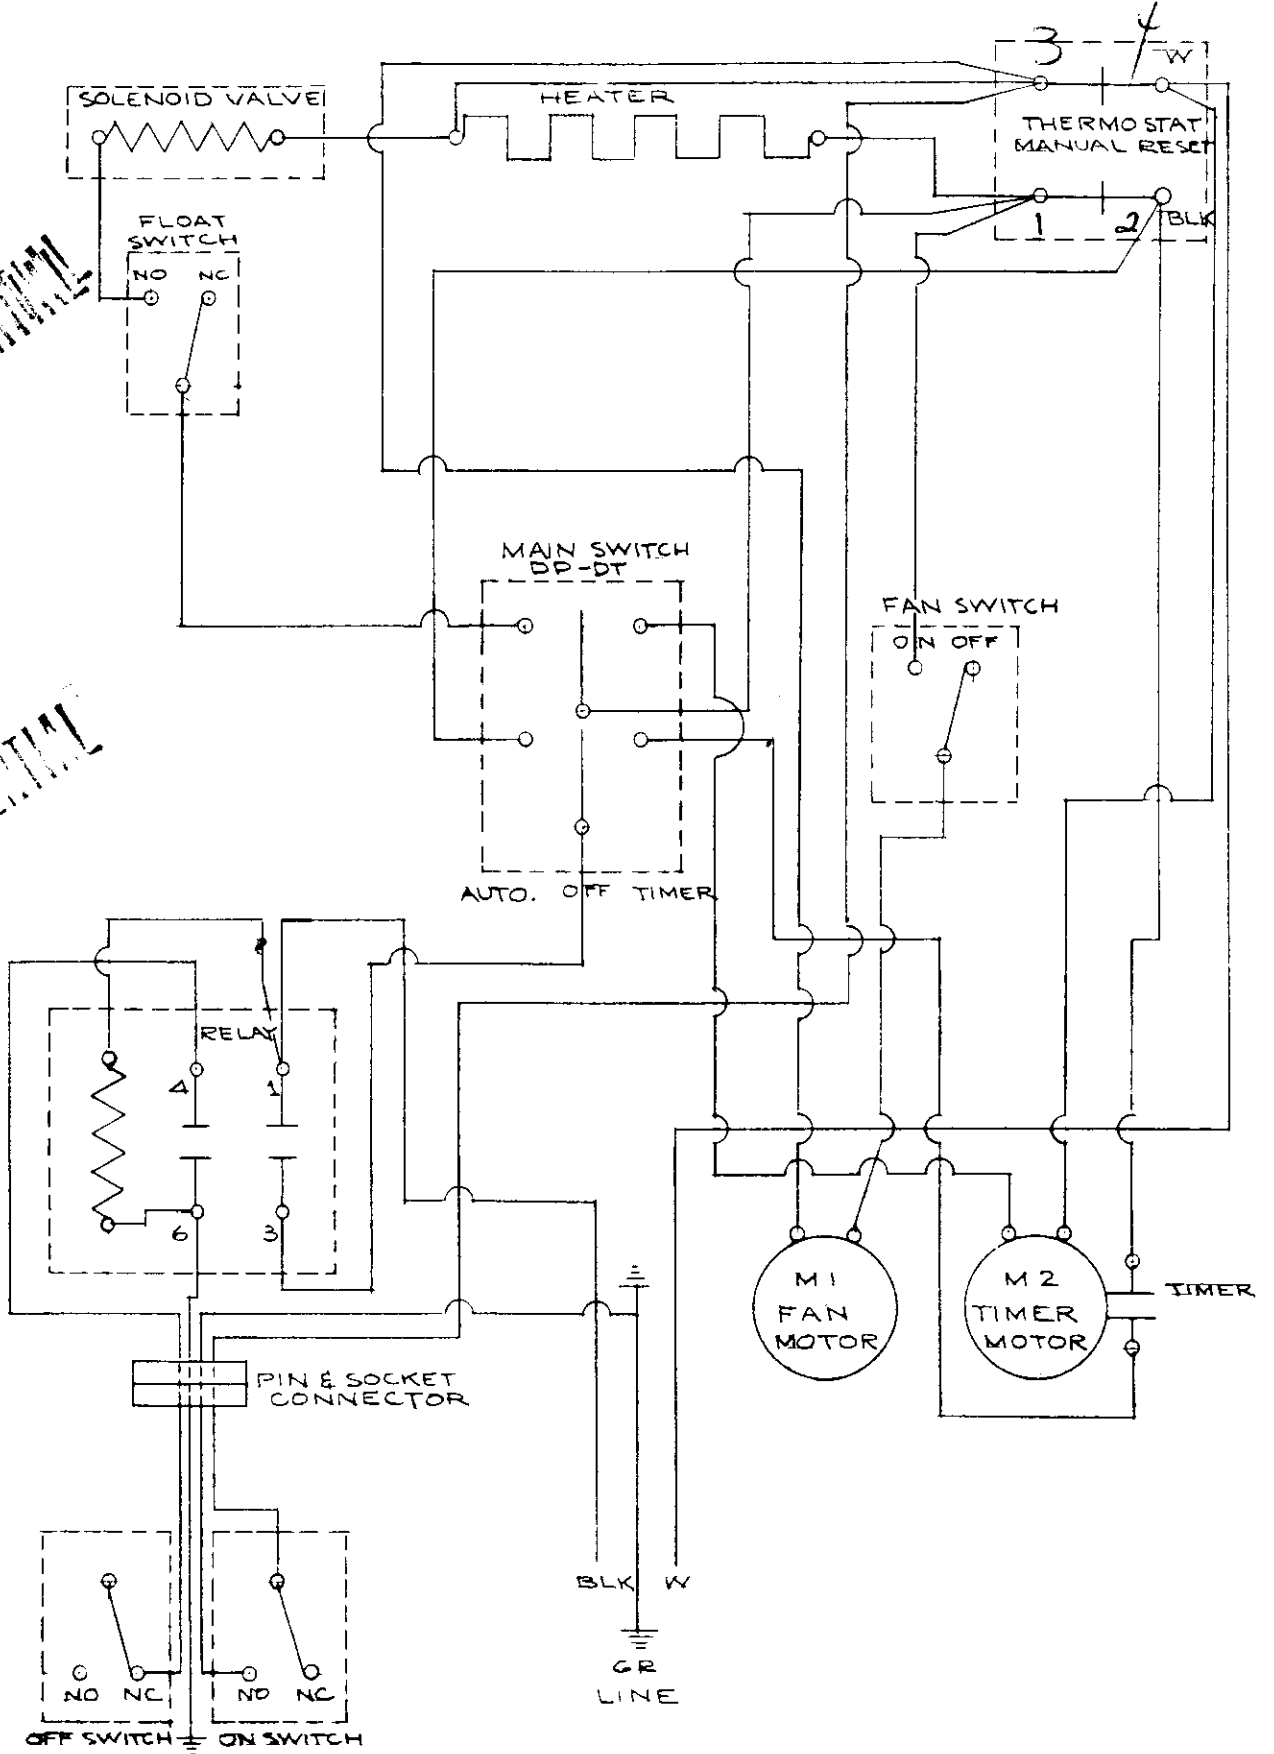 3
4
W
SOLENOID VALVE
HEATER
THERMOSTAT
MANUAL RESET
FLOAT
SWITCH
NO NC
1 2 BLK
MAIN SWITCH
DP-DT
FAN SWITCH
ON OFF
AUTO. OFF TIMER
RELAY
4 1
6 3
M1
FAN
MOTOR
M2
TIMER
MOTOR
TIMER
PIN & SOCKET
CONNECTOR
BLK W
GR
LINE
NO NC NO NC
OFF SWITCH ON SWITCH